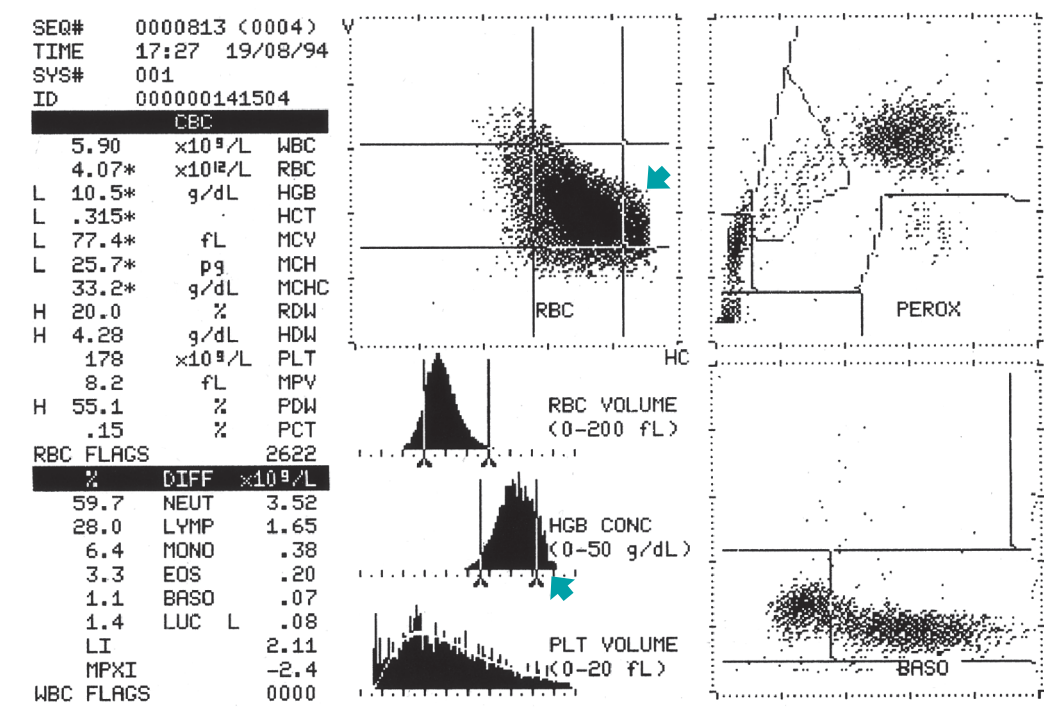 SEQ# 0000813 (0004)
TIME 17:27 19/08/94
SYS# 001
ID 000000141504
CBC
5.90 x10⁹/L WBC
4.07* x10¹²/L RBC
L 10.5* g/dL HGB
L .315* HCT
L 77.4* fL MCV
L 25.7* pg MCH
33.2* g/dL MCHC
H 20.0 % RDW
H 4.28 g/dL HDW
178 x10⁹/L PLT
8.2 fL MPV
H 55.1 % PDW
.15 % PCT
RBC FLAGS 2622
% DIFF x10⁹/L
59.7 NEUT 3.52
28.0 LYMP 1.65
6.4 MONO .38
3.3 EOS .20
1.1 BASO .07
1.4 LUC L .08
LI 2.11
MPXI -2.4
WBC FLAGS 0000
V
RBC
HC
RBC VOLUME
(0-200 fL)
HGB CONC
(0-50 g/dL)
PLT VOLUME
(0-20 fL)
PEROX
BASO